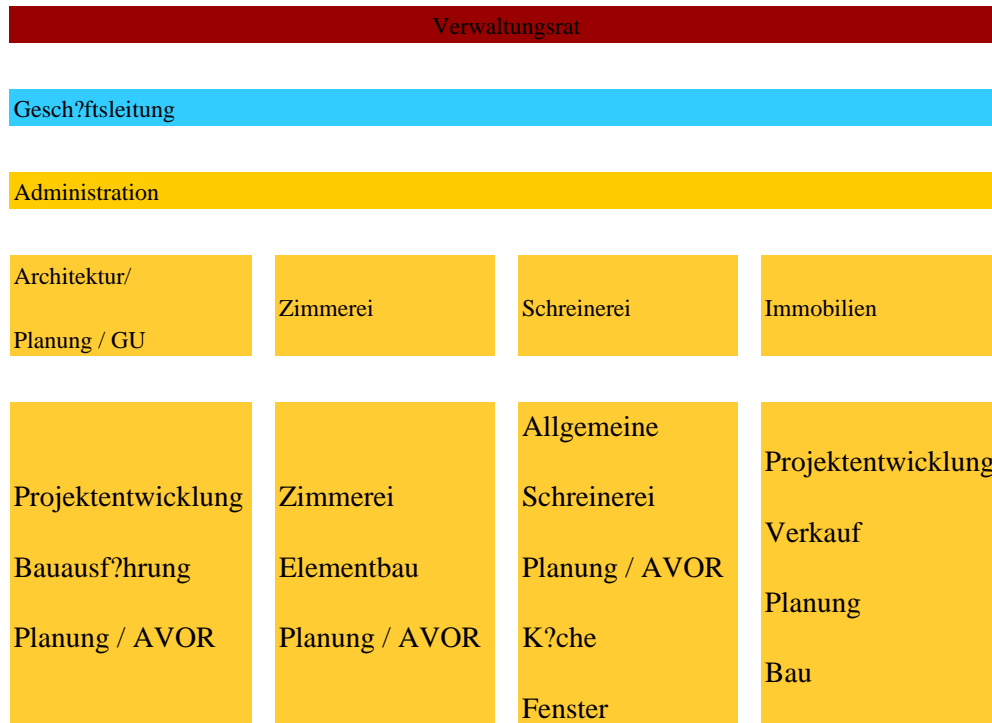 Verwaltungsrat
Gesch?ftsleitung
Administration
Architektur/
Planung / GU
Zimmerei
Schreinerei
Immobilien
Projektentwicklung
Bauausf?hrung
Planung / AVOR
Zimmerei
Elementbau
Planung / AVOR
Allgemeine
Schreinerei
Planung / AVOR
K?che
Fenster
Projektentwicklung
Verkauf
Planung
Bau